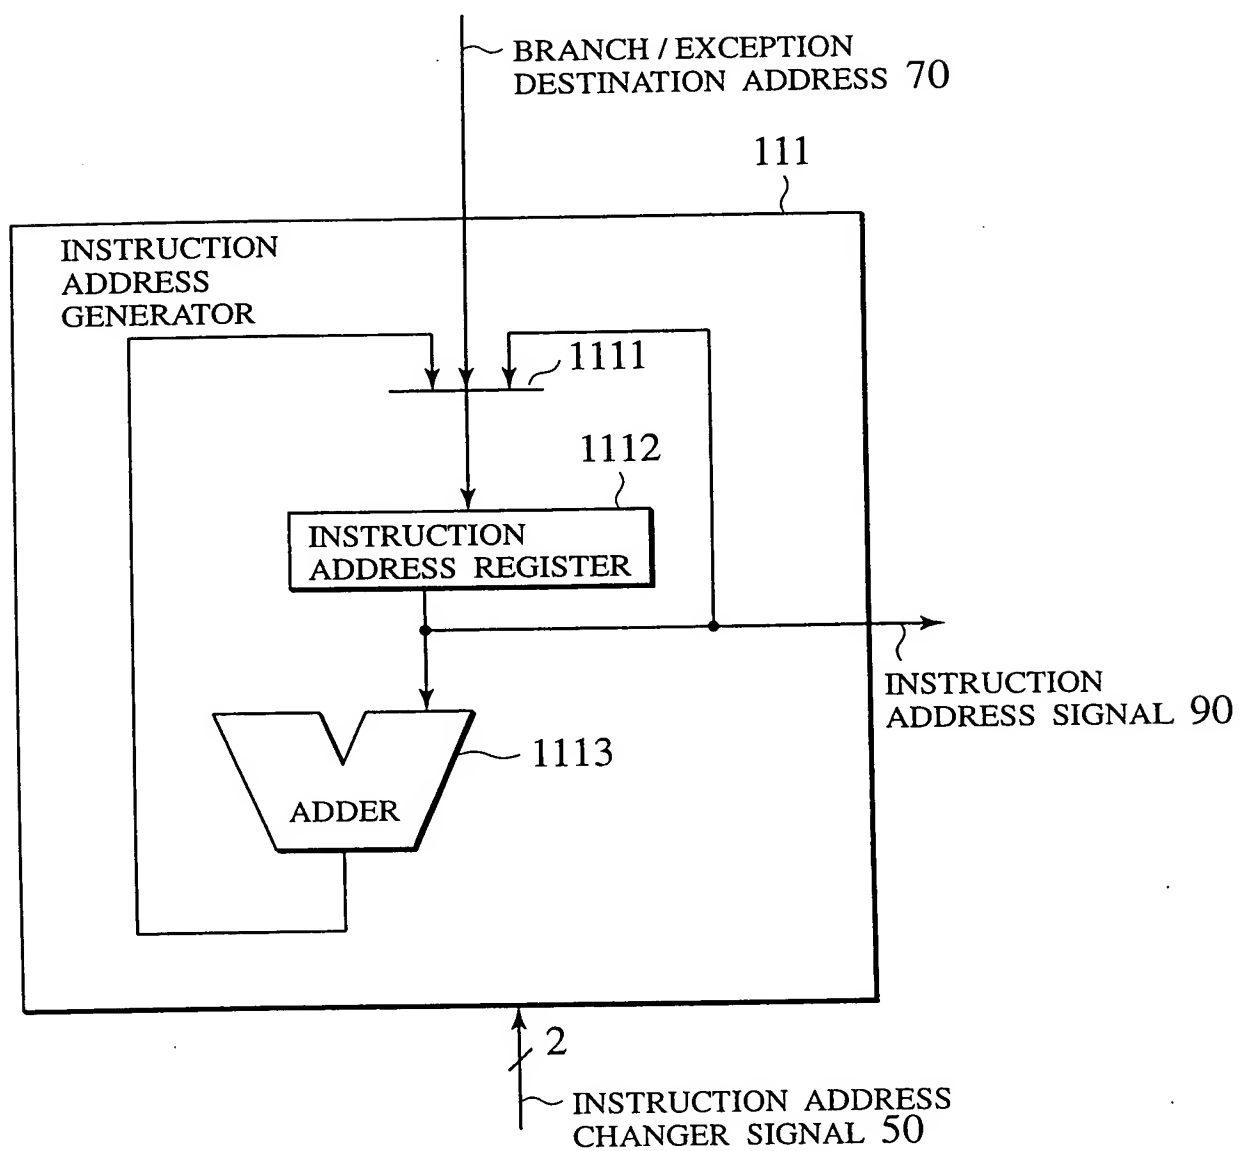 BRANCH / EXCEPTION
DESTINATION ADDRESS 70
111
INSTRUCTION
ADDRESS
GENERATOR
1111
1112
INSTRUCTION
ADDRESS REGISTER
INSTRUCTION
ADDRESS SIGNAL 90
1113
ADDER
2
INSTRUCTION ADDRESS
CHANGER SIGNAL 50